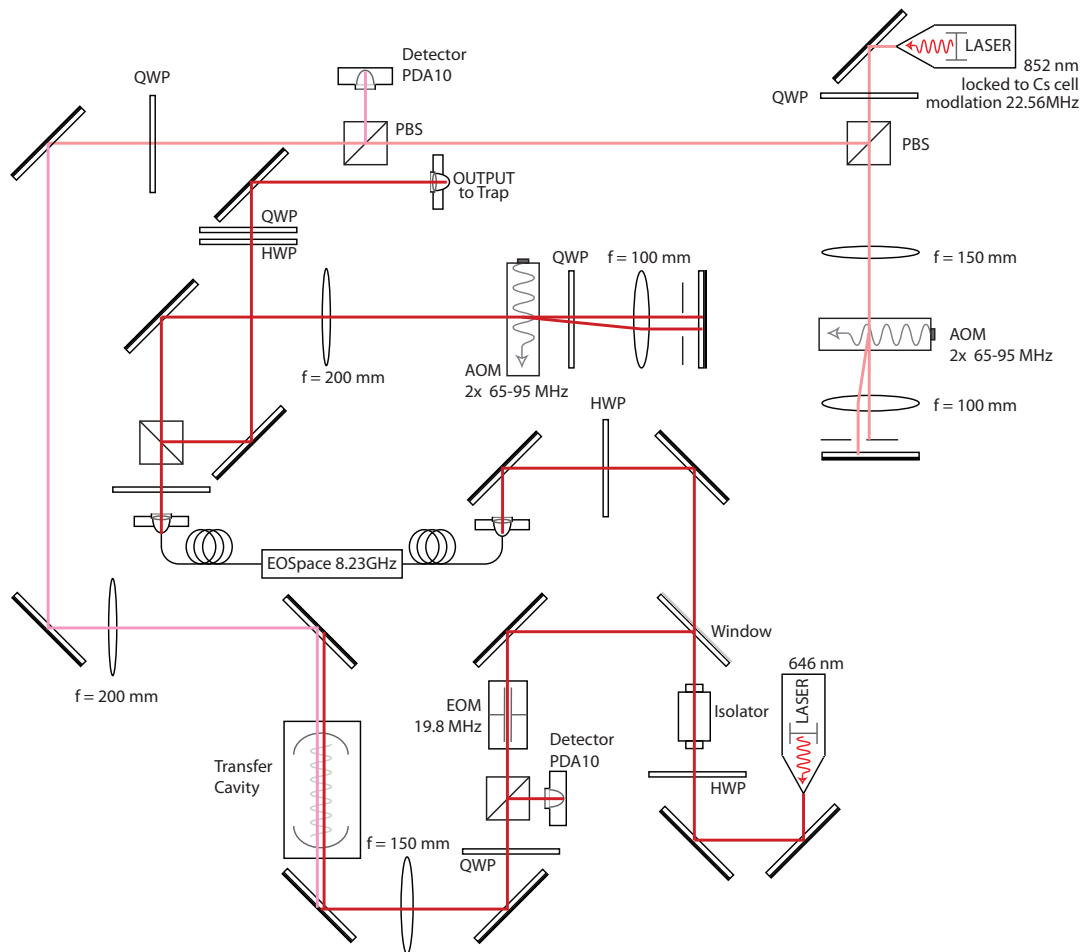 Detector
PDA10
LASER
852 nm
locked to Cs cell
modlation 22.56MHz
QWP
QWP
PBS
PBS
OUTPUT
to Trap
QWP
HWP
QWP
f = 100 mm
f = 150 mm
AOM
2x 65-95 MHz
f = 200 mm
AOM
2x 65-95 MHz
f = 100 mm
HWP
EOSpace 8.23GHz
Window
646 nm
LASER
f = 200 mm
EOM
19.8 MHz
Isolator
Detector
PDA10
Transfer
Cavity
HWP
f = 150 mm
QWP